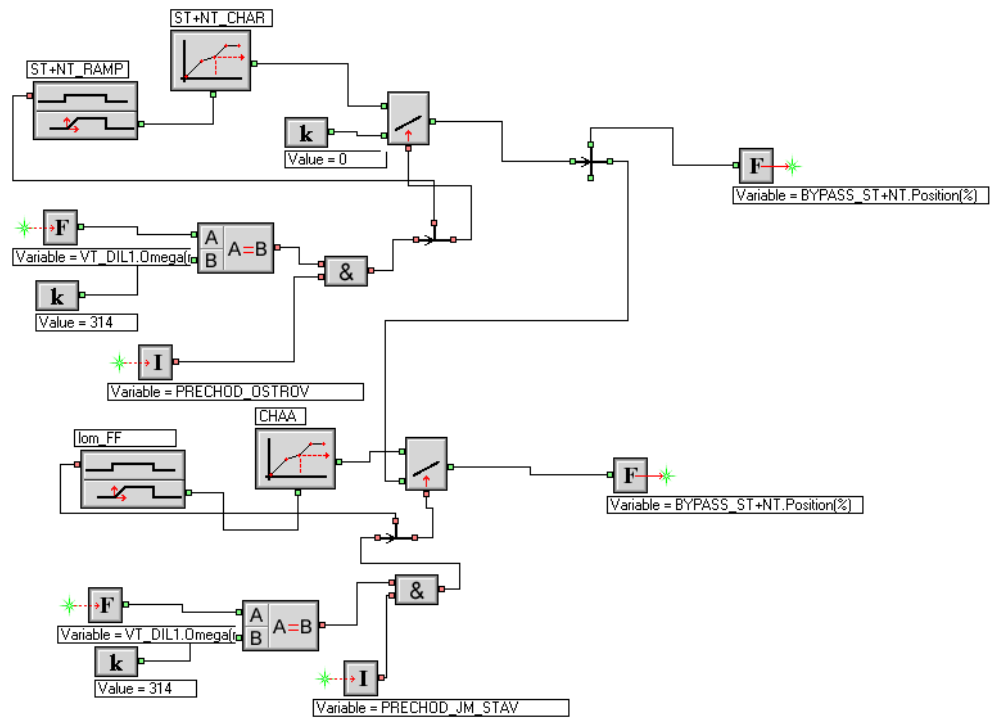 ST+NT_CHAR
ST+NT_RAMP
k
Value = 0
F
Variable = BYPASS_ST+NT.Position(%)
F
Variable = VT_DIL1.Omega(r
A
B
A=B
&
k
Value = 314
I
Variable = PRECHOD_OSTROV
CHAA
lom_FF
F
Variable = BYPASS_ST+NT.Position(%)
&
F
Variable = VT_DIL1.Omega(r
A
B
A=B
k
Value = 314
I
Variable = PRECHOD_JM_STAV